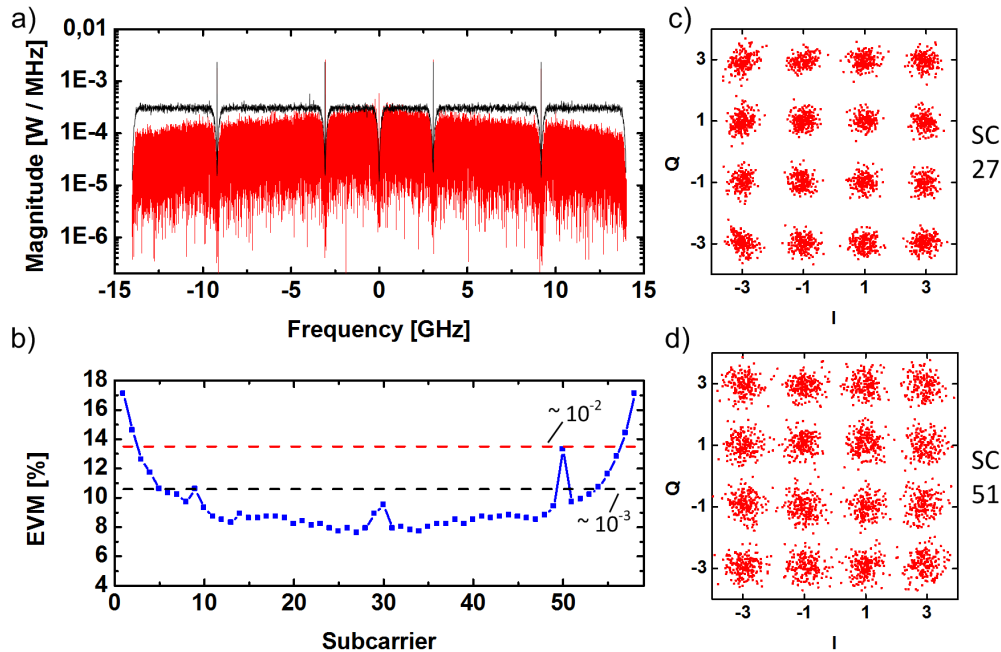 a)
0,01
1E-3
1E-4
1E-5
1E-6
Magnitude [W / MHz]
-15 -10 -5 0 5 10 15
Frequency [GHz]
b)
18
16
14
12
10
8
6
4
EVM [%]
~ 10-2
~ 10-3
0 10 20 30 40 50
Subcarrier
c)
3
1
-1
-3
Q
-3 -1 1 3
I
SC
27
d)
3
1
-1
-3
Q
-3 -1 1 3
I
SC
51